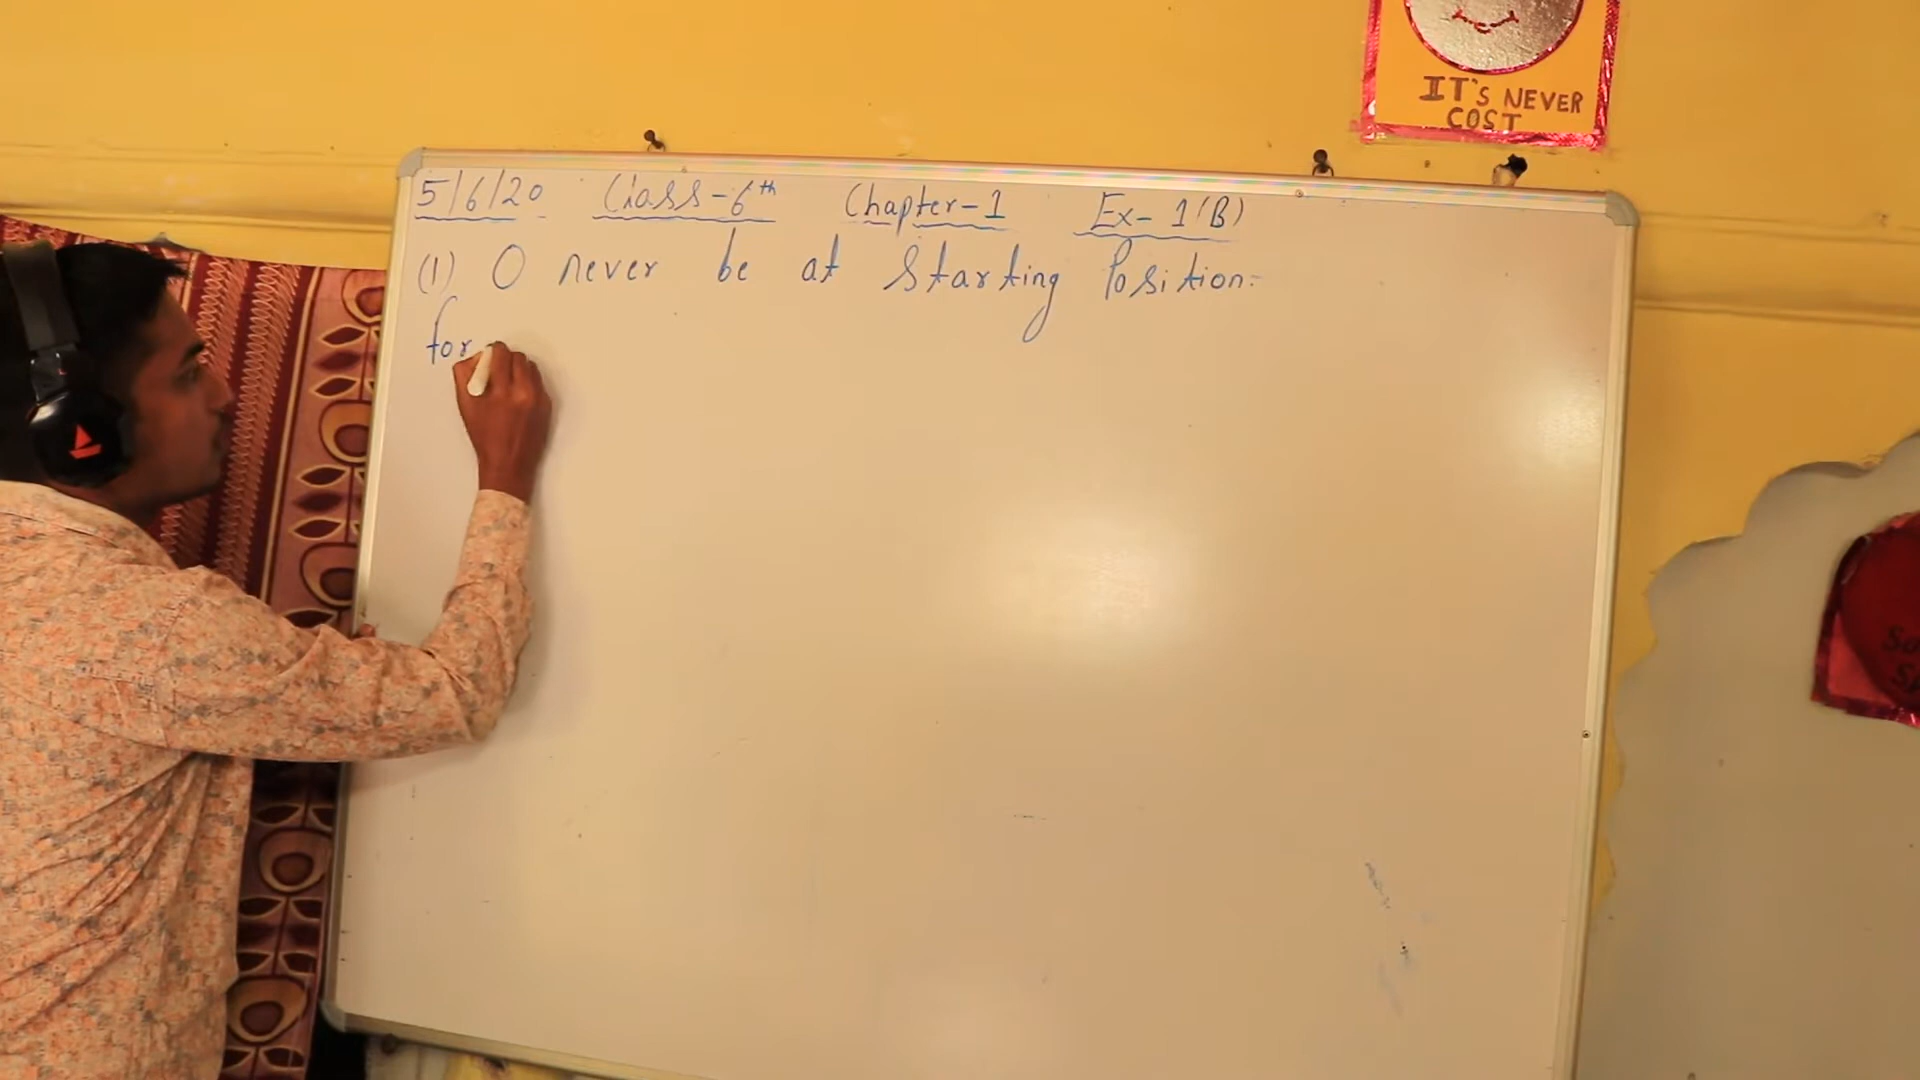 IT'S NEVER
COST
5/6/20 Class-6th Chapter-1 Ex-1(B)
(1) 0 never be at Starting Position:-
for